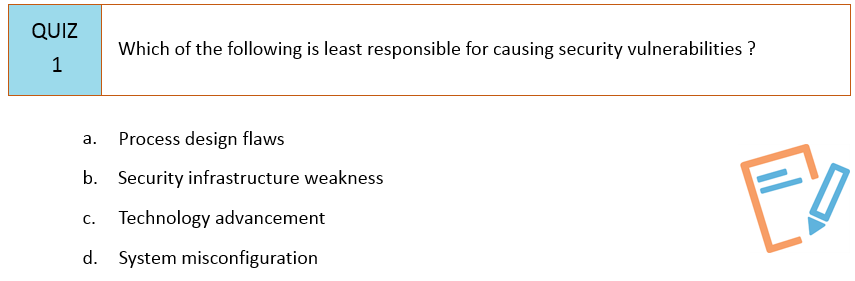 QUIZ
1
Which of the following is least responsible for causing security vulnerabilities ?
a. Process design flaws
b. Security infrastructure weakness
c. Technology advancement
d. System misconfiguration